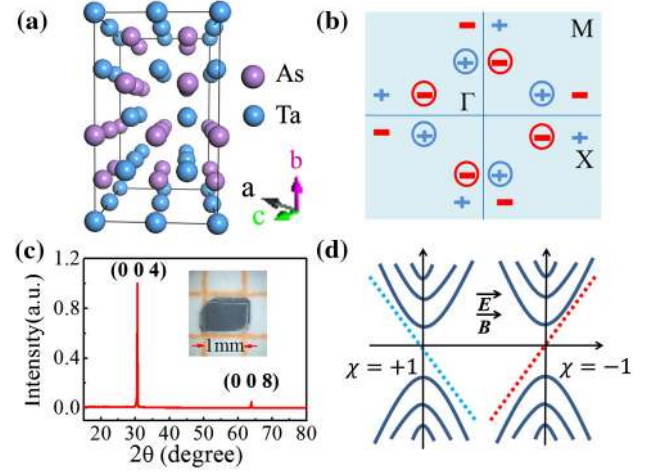 (a)
As
Ta
b
a
c
(b)
M
Γ
X
(c)
(0 0 4)
(0 0 8)
1mm
Intensity(a.u.)
1.2
0.8
0.4
0.0
20 30 40 50 60 70 80
2θ (degree)
(d)
E
B
χ = +1
χ = −1